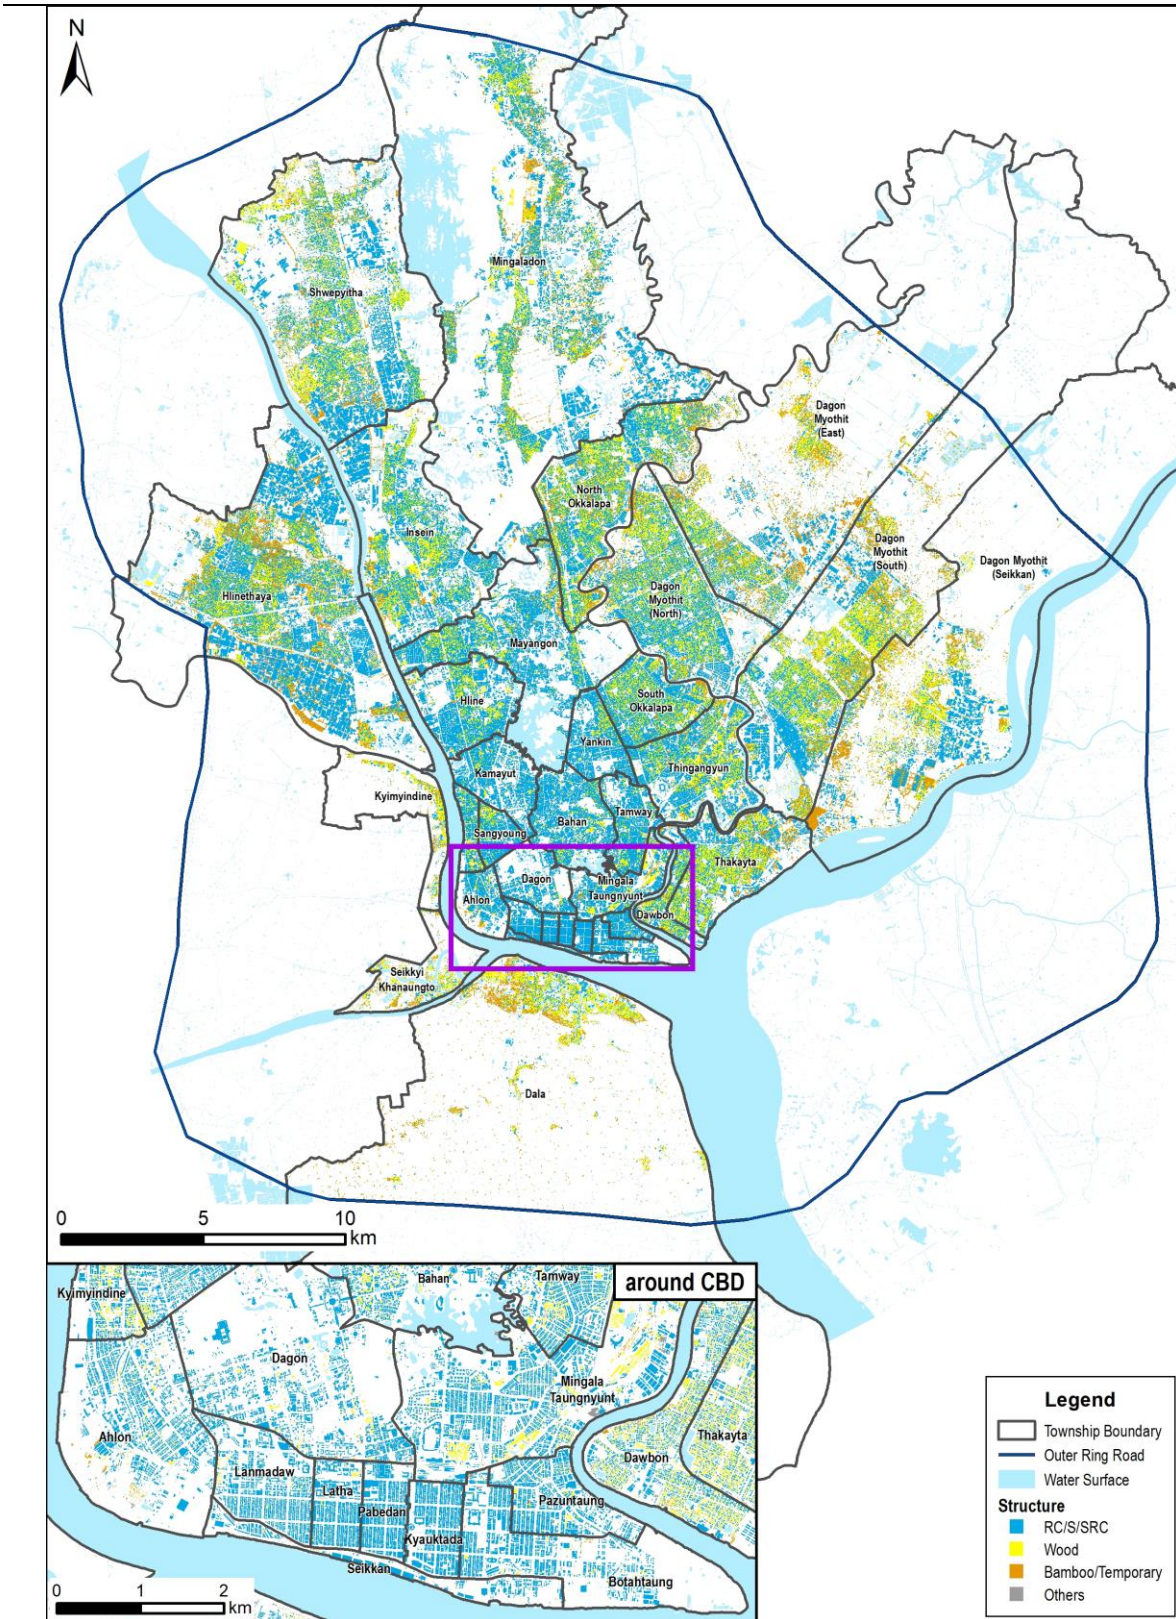 N
Mingaladon
Shwepyitha
Dagon
Myothit
(East)
North
Okkalapa
Insein
Dagon
Myothit
(South)
Dagon Myothit
(Seikkan)
Hlinethaya
Dagon
Myothit
(North)
Mayangon
Hline
South
Okkalapa
Yankin
Thingangyun
Kamayut
Kyimyindine
Bahan
Tamway
Sangyoung
Thakayta
Dagon
Mingala
Taungnyunt
Ahlon
Dawbon
Seikkyi
Khanaungto
Dala
0 5 10
km
around CBD
Kyimyindine
Bahan
Tamway
Dagon
Mingala
Taungnyunt
Ahlon
Thakayta
Dawbon
Lanmadaw
Latha
Pabedan
Pazuntaung
Kyauktada
Seikkan
Botahtaung
0 1 2
km
Legend
Township Boundary
Outer Ring Road
Water Surface
Structure
RC/S/SRC
Wood
Bamboo/Temporary
Others